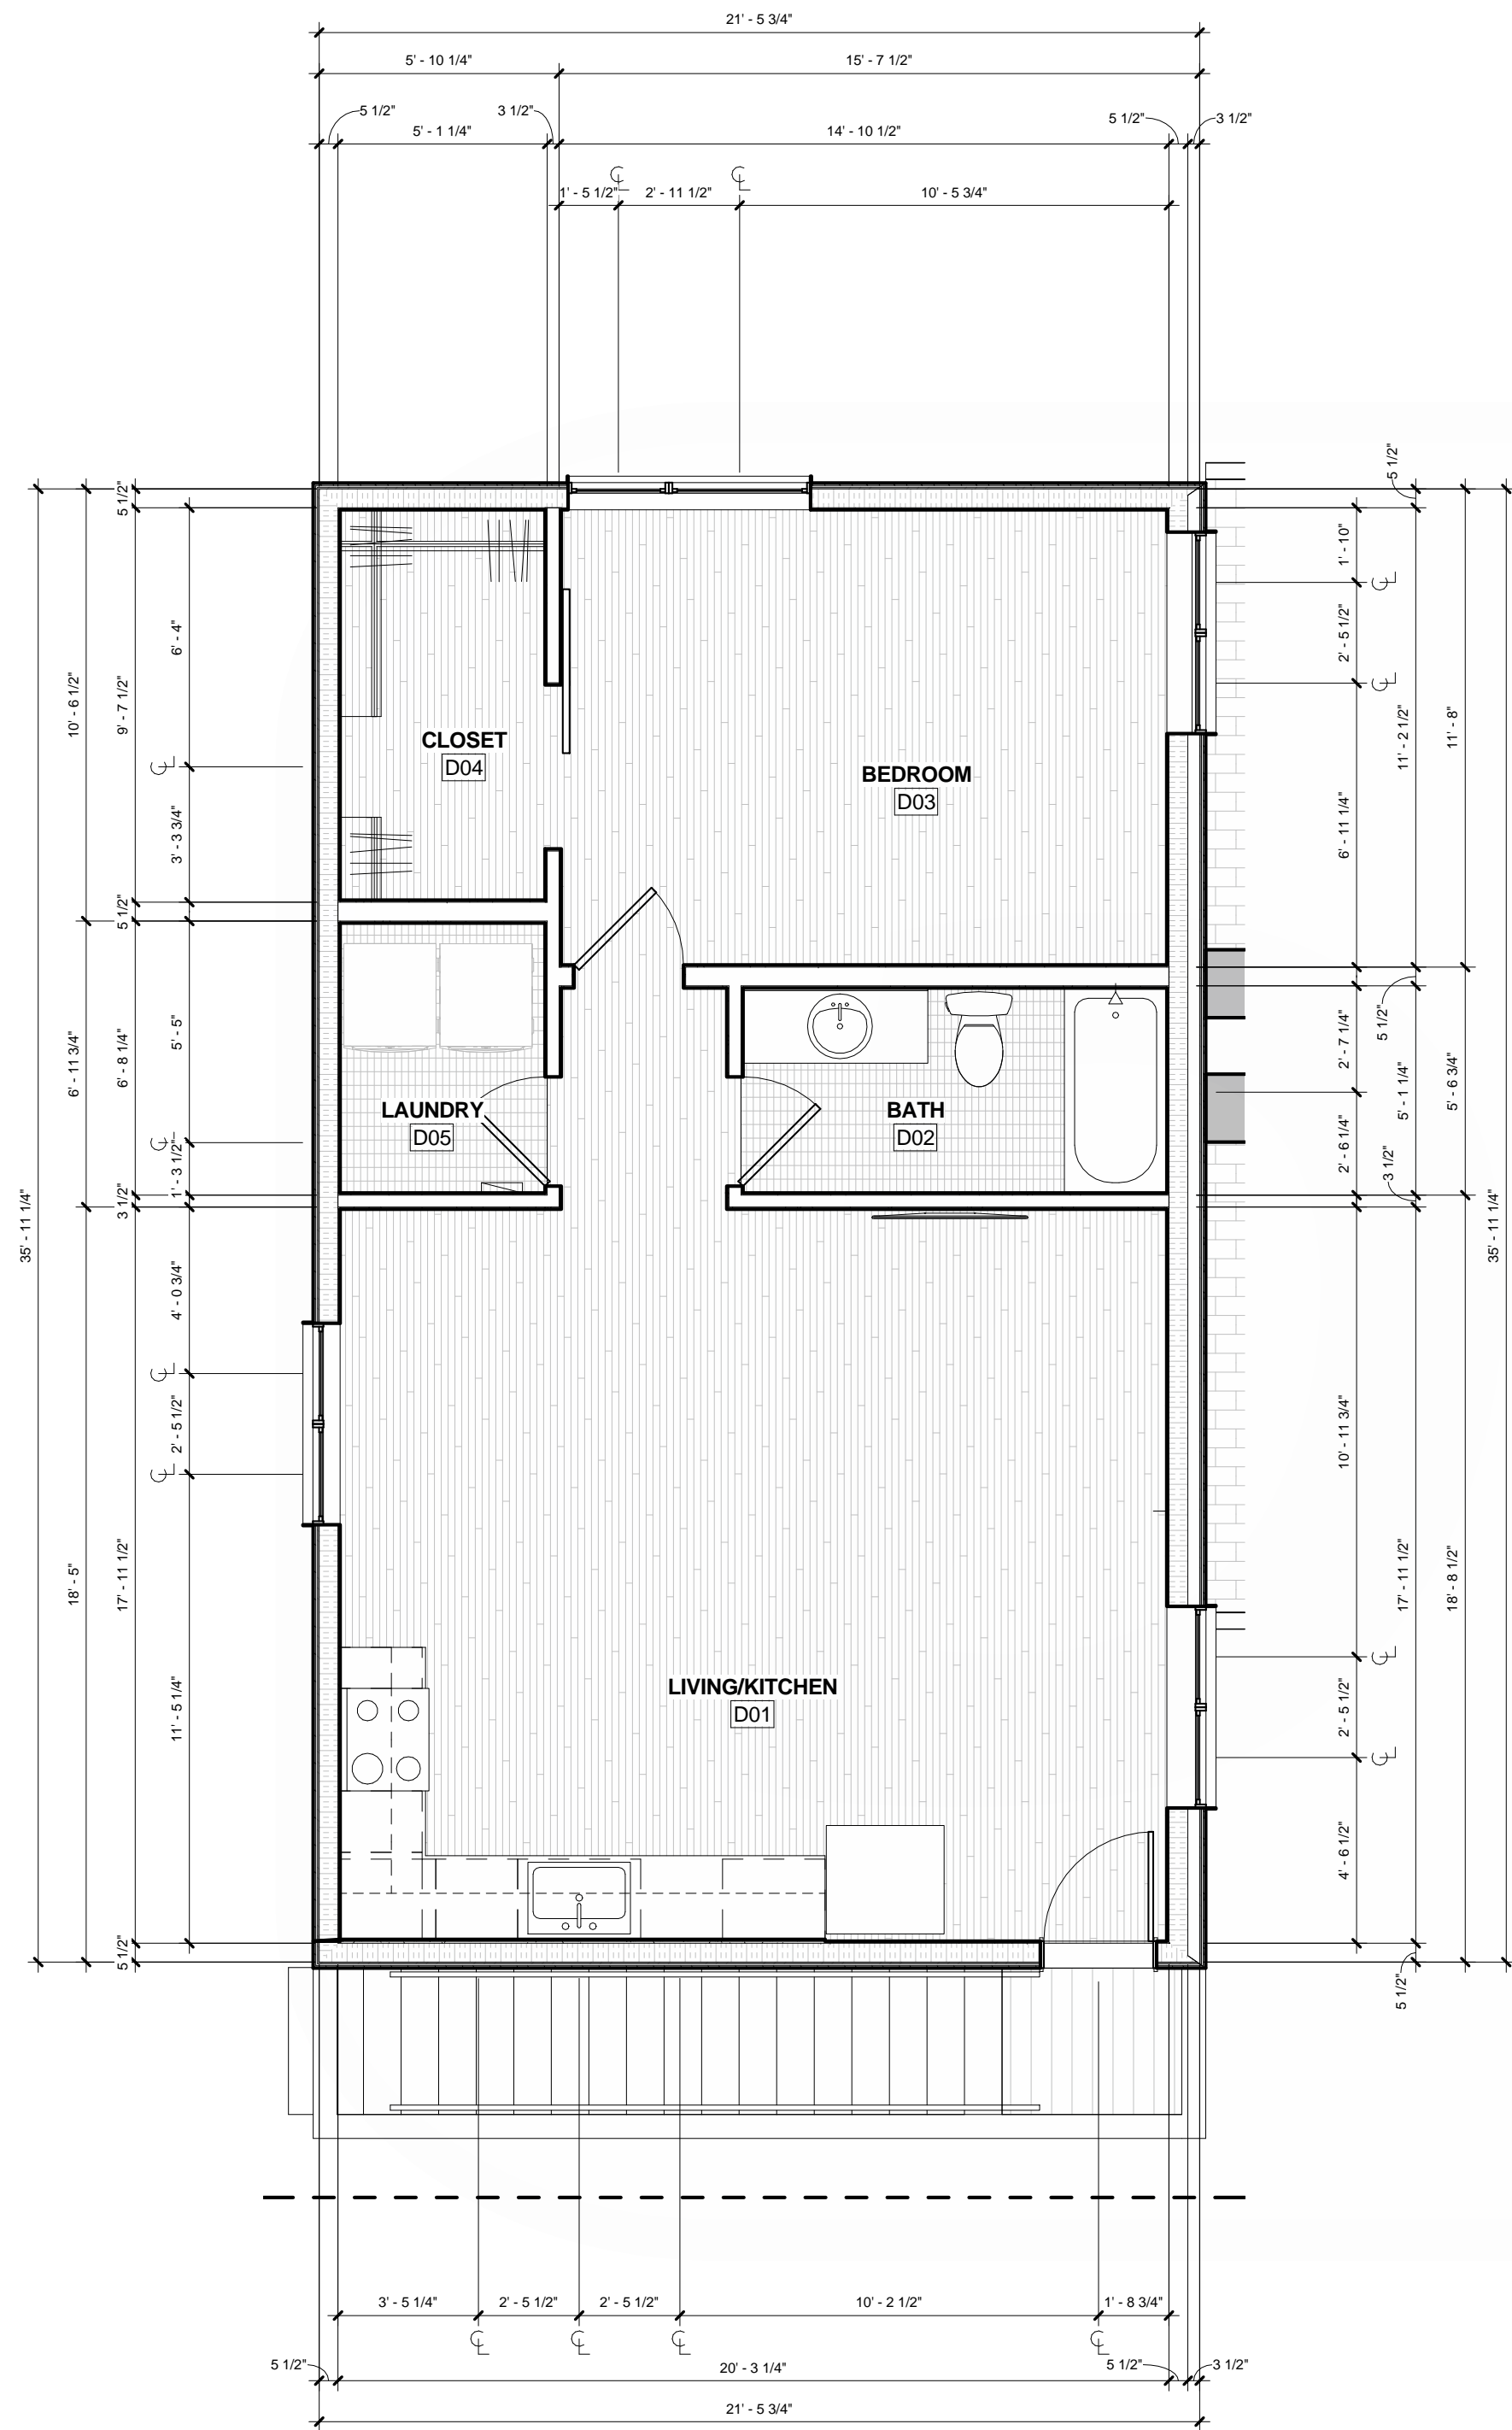 21' - 5 3/4"
5' - 10 1/4"
15' - 7 1/2"
5 1/2"
5' - 1 1/4"
3 1/2"
14' - 10 1/2"
5 1/2"
3 1/2"
1' - 5 1/2"
2' - 11 1/2"
10' - 5 3/4"
35' - 11 1/4"
10' - 6 1/2"
6' - 11 3/4"
18' - 5"
5 1/2"
9' - 7 1/2"
5 1/2"
6' - 8 1/4"
3 1/2"
17' - 11 1/2"
5 1/2"
6' - 4"
3' - 3 3/4"
5' - 5"
1' - 3 1/2"
4' - 0 3/4"
2' - 5 1/2"
11' - 5 1/4"
CLOSET
D04
BEDROOM
D03
LAUNDRY
D05
BATH
D02
LIVING/KITCHEN
D01
1' - 10"
2' - 5 1/2"
6' - 11 1/4"
2' - 7 1/4"
2' - 6 1/4"
10' - 11 3/4"
2' - 5 1/2"
4' - 6 1/2"
5 1/2"
11' - 2 1/2"
5 1/2"
5' - 1 1/4"
3 1/2"
17' - 11 1/2"
5 1/2"
11' - 8"
5' - 6 3/4"
18' - 8 1/2"
35' - 11 1/4"
3' - 5 1/4"
2' - 5 1/2"
2' - 5 1/2"
10' - 2 1/2"
1' - 8 3/4"
5 1/2"
20' - 3 1/4"
5 1/2"
3 1/2"
21' - 5 3/4"